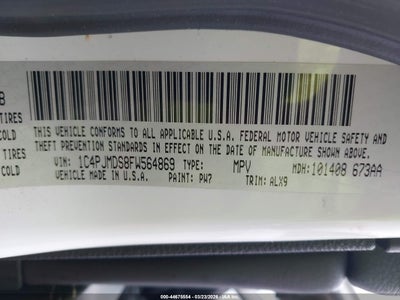 B
TIRES
COLD
THIS VEHICLE CONFORMS TO ALL APPLICABLE U.S.A. FEDERAL MOTOR VEHICLE SAFETY AND
TIRES
THEFT PREVENTION STANDARDS IN EFFECT ON THE DATE OF MANUFACTURE SHOWN ABOVE.
COLD
VIN: 1C4PJMDS8FW564869 TYPE: MPV MDH: 101408 673AA
VEHICLE MADE IN U.S.A. PAINT: PW7 TRIM: ALX9
000-44675554 (03/23/2026)